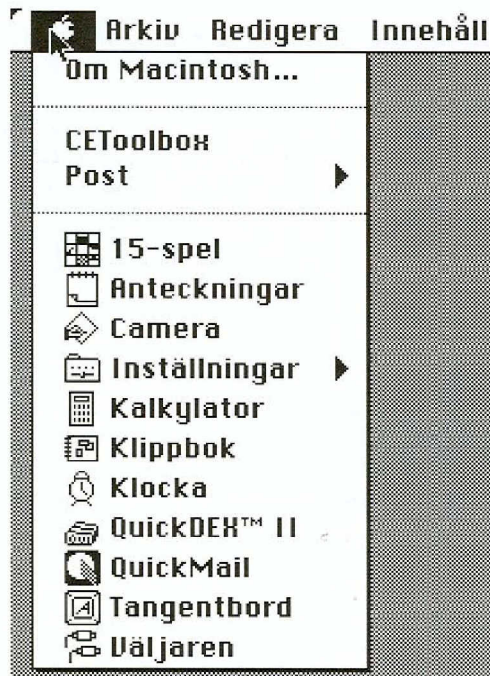 Arkiv Redigera Innehåll
Om Macintosh...
CEToolbox
Post
15-spel
Anteckningar
Camera
Inställningar
Kalkylator
Klippbok
Klocka
QuickDEX™ II
QuickMail
Tangentbord
Väljaren